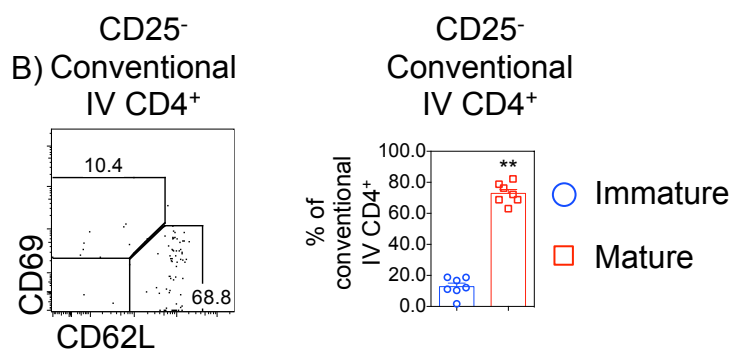 CD25-
B) Conventional
IV CD4+
10.4
68.8
CD69
CD62L
CD25-
Conventional
IV CD4+
% of
conventional
IV CD4+
100.0
80.0
60.0
40.0
20.0
0.0
**
Immature
Mature